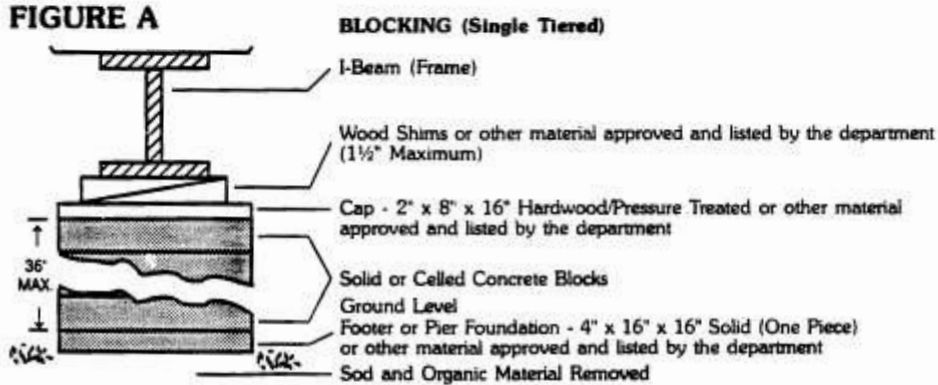 FIGURE A
BLOCKING (Single Tiered)
I-Beam (Frame)
Wood Shims or other material approved and listed by the department
(1½" Maximum)
Cap - 2" x 8" x 16" Hardwood/Pressure Treated or other material
approved and listed by the department
36"
MAX.
Solid or Celled Concrete Blocks
Ground Level
Footer or Pier Foundation - 4" x 16" x 16" Solid (One Piece)
or other material approved and listed by the department
Sod and Organic Material Removed